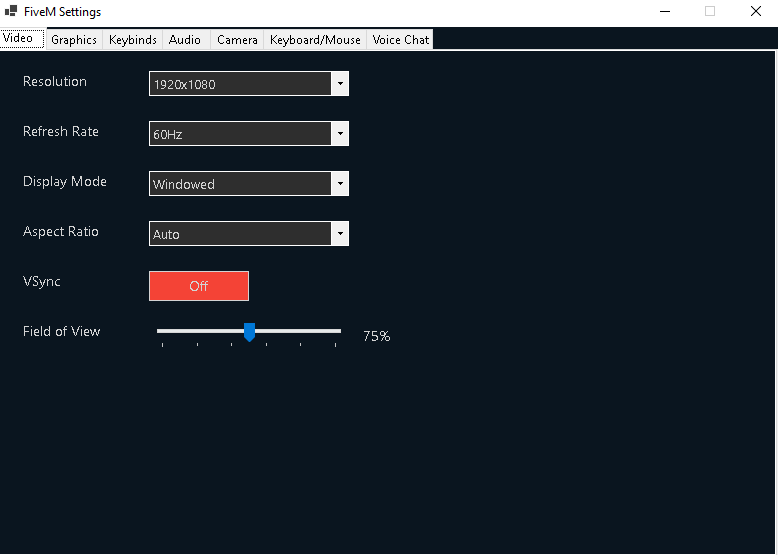 FiveM Settings
Video Graphics Keybinds Audio Camera Keyboard/Mouse Voice Chat
Resolution 1920x1080
Refresh Rate 60Hz
Display Mode Windowed
Aspect Ratio Auto
VSync Off
Field of View 75%